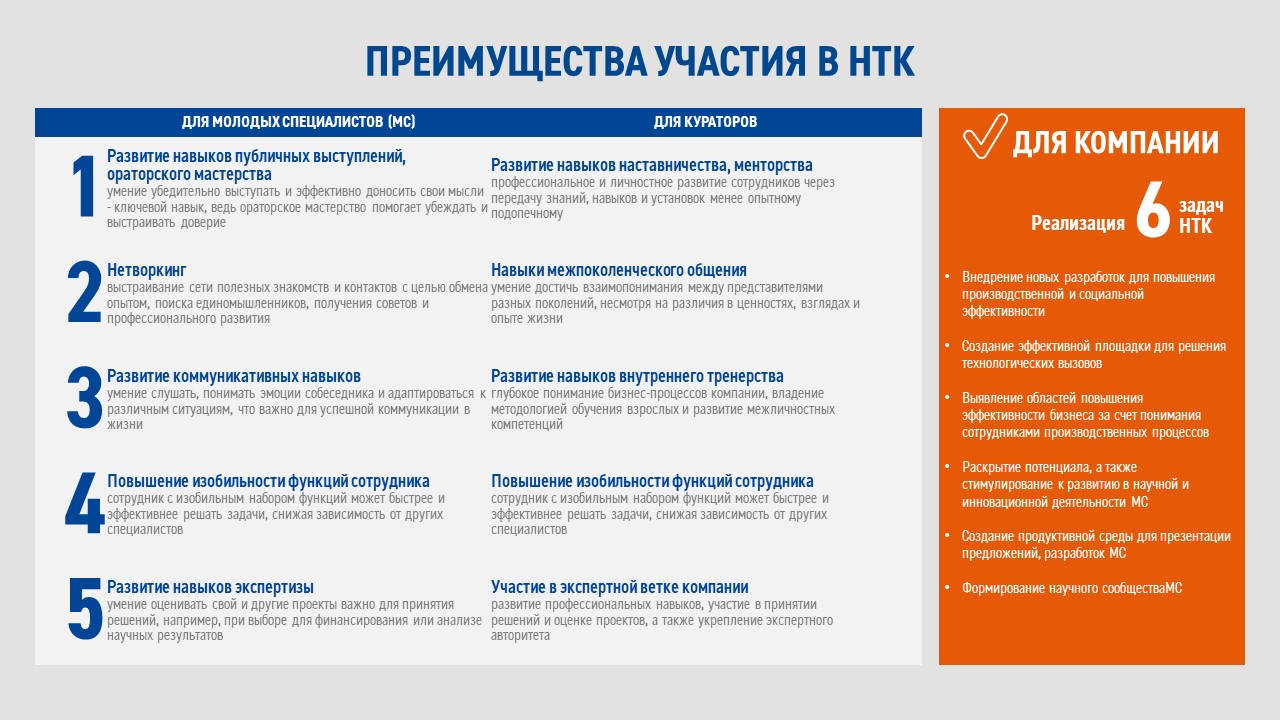 ПРЕИМУЩЕСТВА УЧАСТИЯ В НТК
ДЛЯ МОЛОДЫХ СПЕЦИАЛИСТОВ (МС)
ДЛЯ КУРАТОРОВ
1
Развитие навыков публичных выступлений,
ораторского мастерства
умение убедительно выступать и эффективно доносить свои мысли
- ключевой навык, ведь ораторское мастерство помогает убеждать и
выстраивать доверие
Развитие навыков наставничества, менторства
профессиональное и личностное развитие сотрудников через
передачу знаний, навыков и установок менее опытному
подопечному
2
Нетворкинг
выстраивание сети полезных знакомств и контактов с целью обмена
опытом, поиска единомышленников, получения советов и
профессионального развития
Навыки межпоколенческого общения
умение достичь взаимопонимания между представителями
разных поколений, несмотря на различия в ценностях, взглядах и
опыте жизни
3
Развитие коммуникативных навыков
умение слушать, понимать эмоции собеседника и адаптироваться к
различным ситуациям, что важно для успешной коммуникации в
жизни
Развитие навыков внутреннего тренерства
глубокое понимание бизнес-процессов компании, владение
методологией обучения взрослых и развитие межличностных
компетенций
4
Повышение изобильности функций сотрудника
сотрудник с изобильным набором функций может быстрее и
эффективнее решать задачи, снижая зависимость от других
специалистов
Повышение изобильности функций сотрудника
сотрудник с изобильным набором функций может быстрее и
эффективнее решать задачи, снижая зависимость от других
специалистов
5
Развитие навыков экспертизы
умение оценивать свой и другие проекты важно для принятия
решений, например, при выборе для финансирования или анализе
научных результатов
Участие в экспертной ветке компании
развитие профессиональных навыков, участие в принятии
решений и оценке проектов, а также укрепление экспертного
авторитета
ДЛЯ КОМПАНИИ
Реализация 6 задач
НТК
• Внедрение новых разработок для повышения
производственной и социальной
эффективности
• Создание эффективной площадки для решения
технологических вызовов
• Выявление областей повышения
эффективности бизнеса за счет понимания
сотрудниками производственных процессов
• Раскрытие потенциала, а также
стимулирование к развитию в научной и
инновационной деятельности МС
• Создание продуктивной среды для презентации
предложений, разработок МС
• Формирование научного сообществаМС